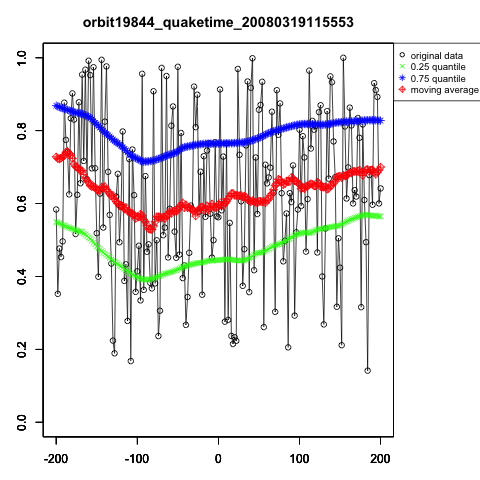 orbit19844_quaketime_20080319115553
original data
0.25 quantile
0.75 quantile
moving average
1.0
0.8
0.6
0.4
0.2
0.0
-200 -100 0 100 200